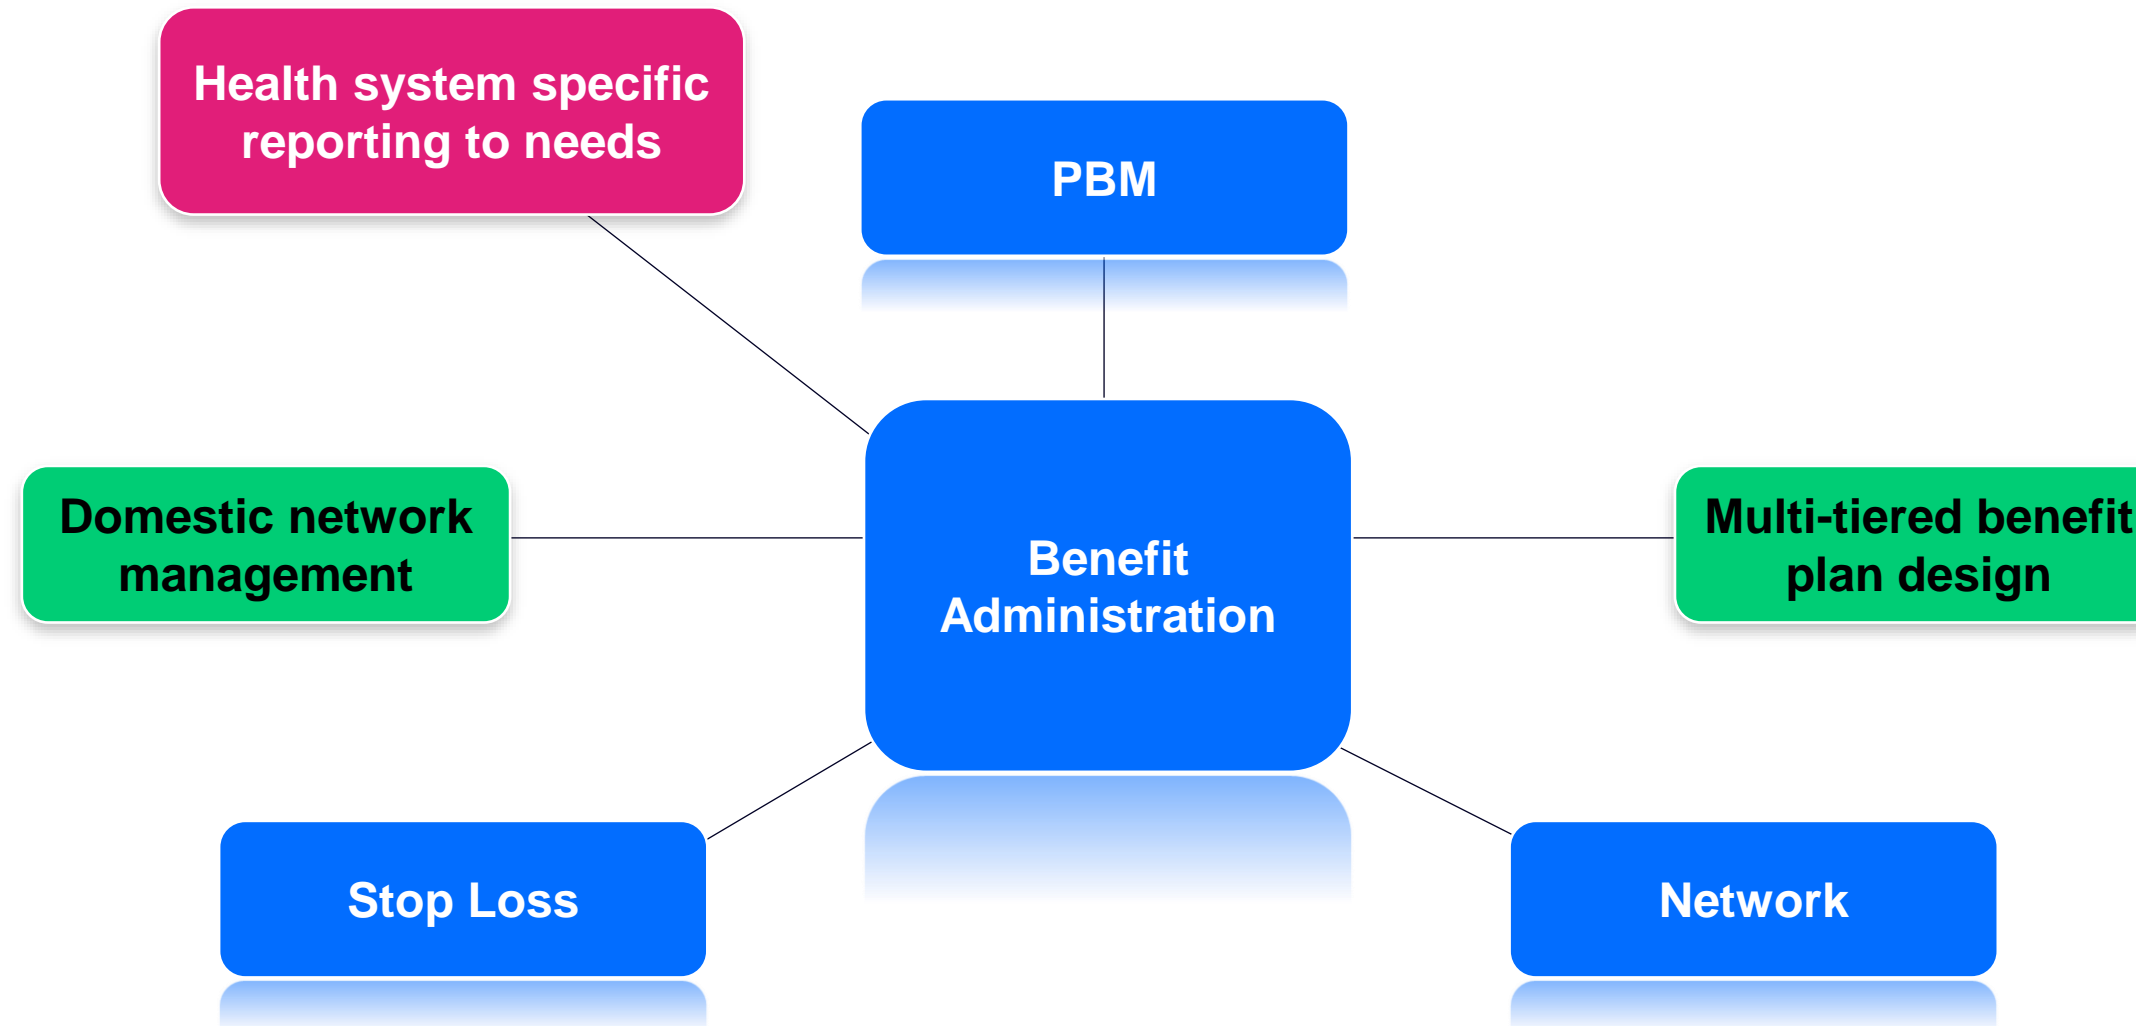 Health system specific
reporting to needs
PBM
Domestic network
management
Benefit
Administration
Multi-tiered benefit
plan design
Stop Loss
Network